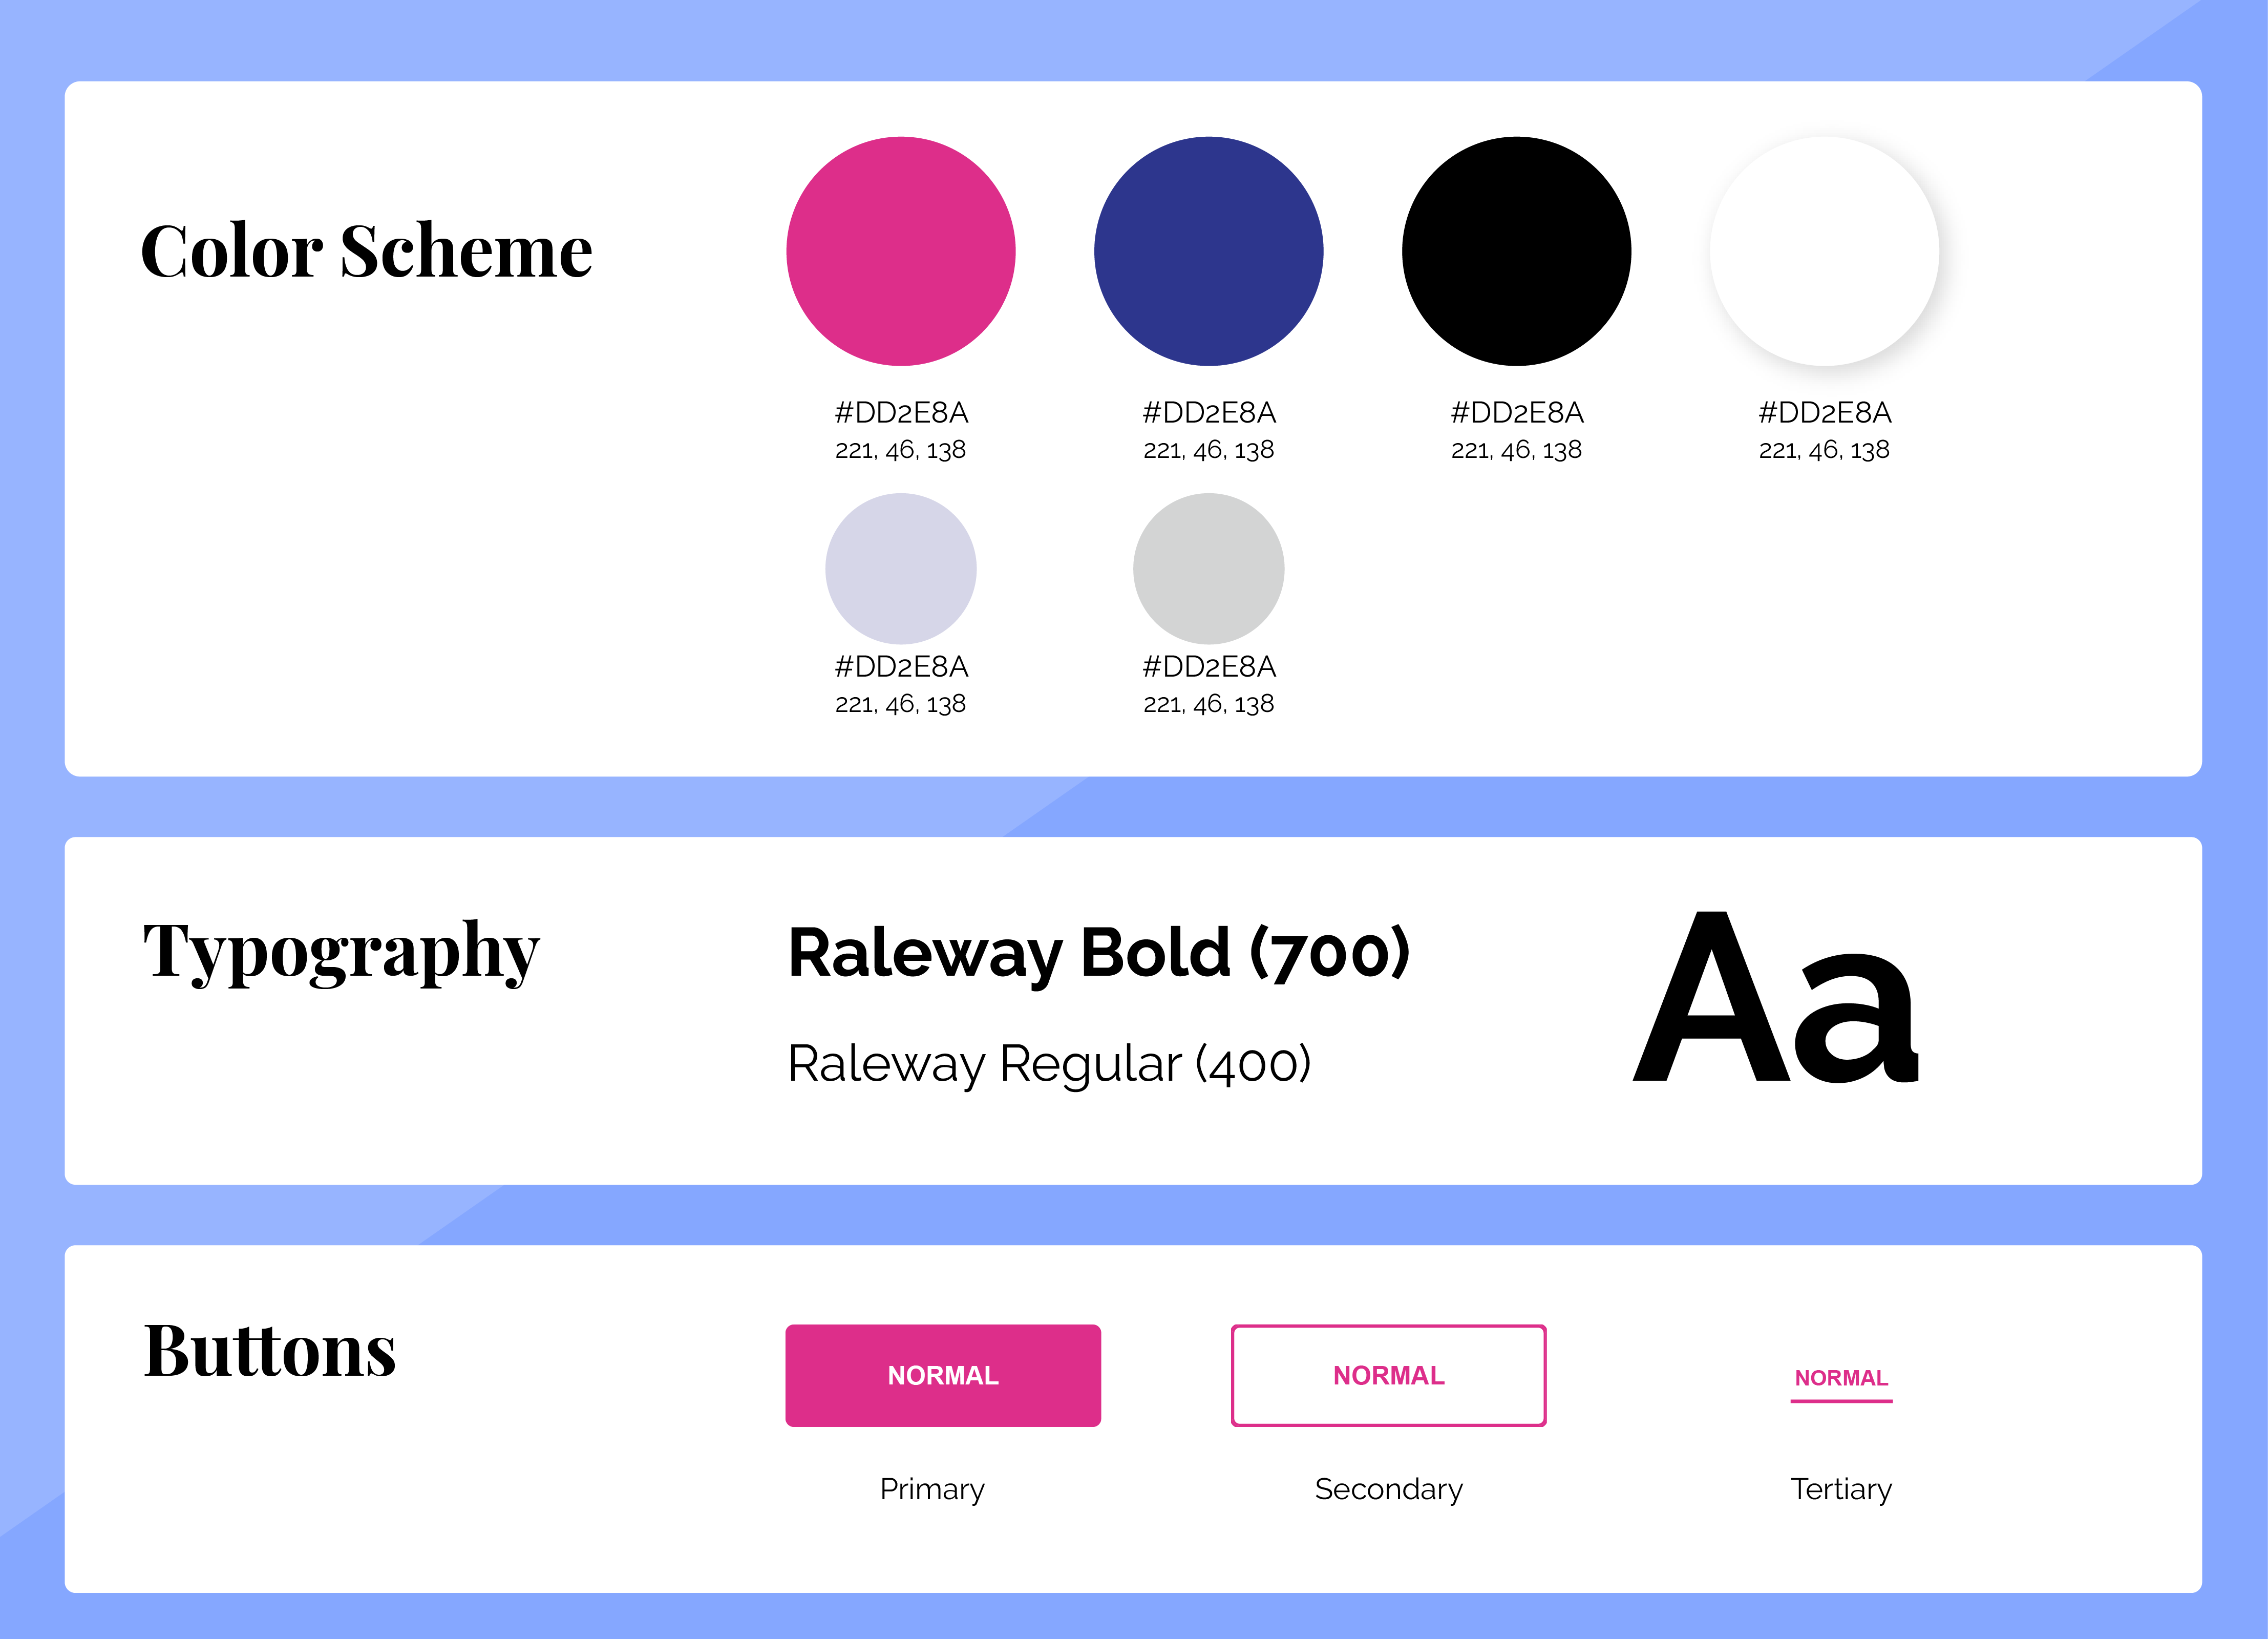 Color Scheme
#DD2E8A
221, 46, 138
#DD2E8A
221, 46, 138
#DD2E8A
221, 46, 138
#DD2E8A
221, 46, 138
#DD2E8A
221, 46, 138
#DD2E8A
221, 46, 138
Typography
Raleway Bold (700)
Raleway Regular (400)
Aa
Buttons
NORMAL
Primary
NORMAL
Secondary
NORMAL
Tertiary